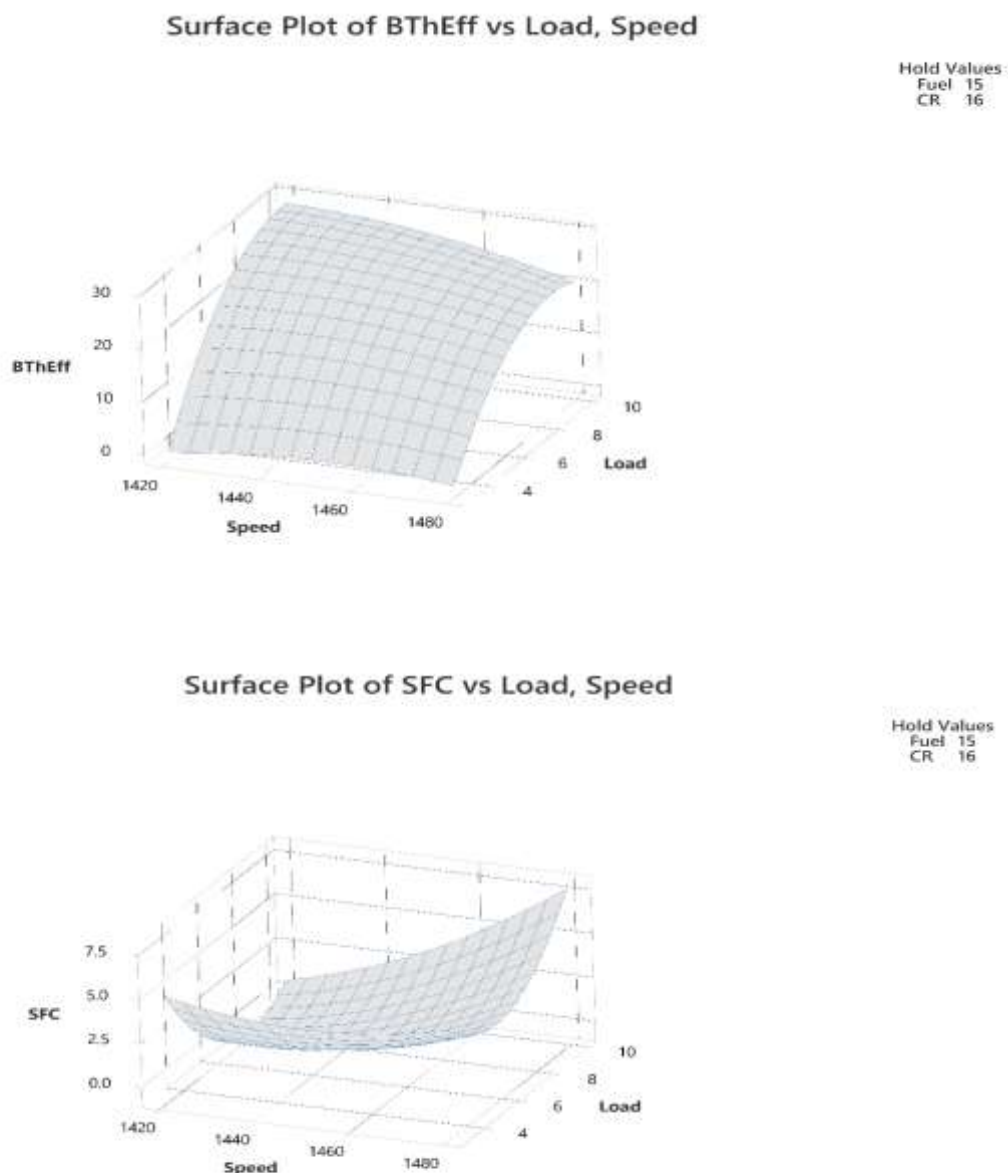 Surface Plot of BThEff vs Load, Speed
Hold Values
Fuel 15
CR 16
30
20
BThEff
10
0
10
8
6
Load
4
1420
1440
1460
1480
Speed
Surface Plot of SFC vs Load, Speed
Hold Values
Fuel 15
CR 16
7.5
5.0
SFC
2.5
0.0
10
8
6
Load
4
1420
1440
1460
1480
Speed